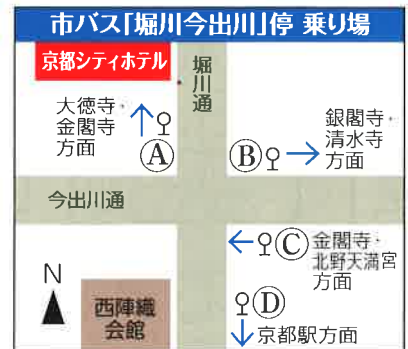 市バス「堀川今出川」停 乗り場
京都シティホテル
堀川通
大徳寺・
金閣寺
方面
A
B
銀閣寺・
清水寺
方面
今出川通
C
金閣寺・
北野天満宮
方面
N
西陣織
会館
D
京都駅方面